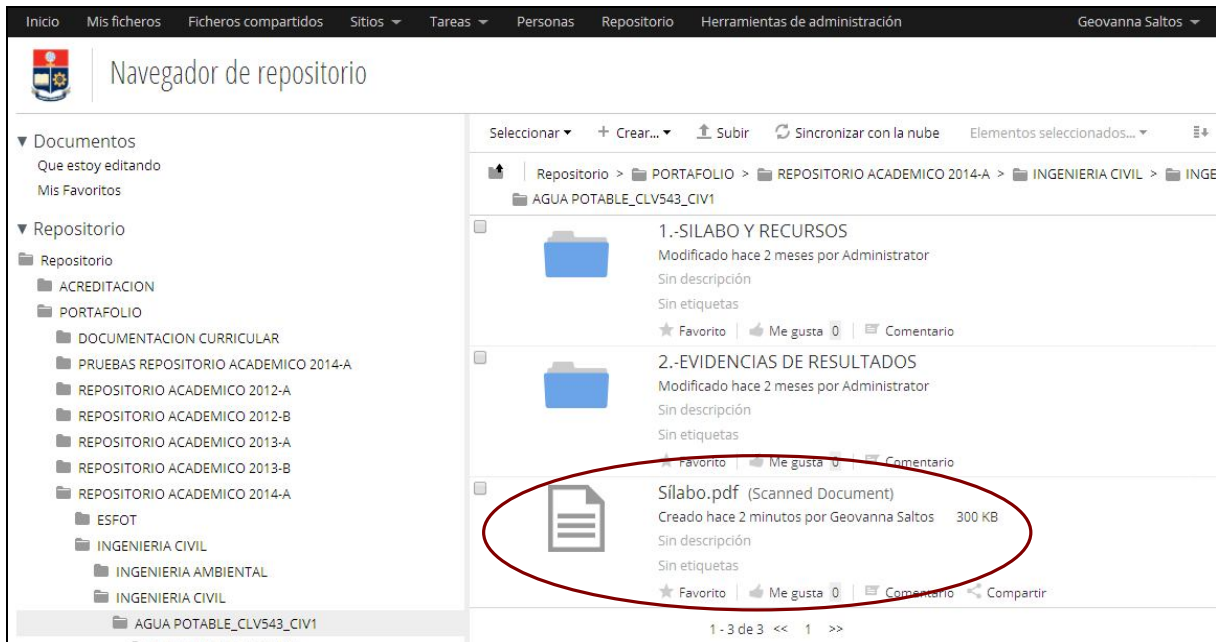 Inicio Mis ficheros Ficheros compartidos Sitios Tareas Personas Repositorio Herramientas de administración Geovanna Saltos
Navegador de repositorio
Documentos
Que estoy editando
Mis Favoritos
Repositorio
Repositorio
ACREDITACION
PORTAFOLIO
DOCUMENTACION CURRICULAR
PRUEBAS REPOSITORIO ACADEMICO 2014-A
REPOSITORIO ACADEMICO 2012-A
REPOSITORIO ACADEMICO 2012-B
REPOSITORIO ACADEMICO 2013-A
REPOSITORIO ACADEMICO 2013-B
REPOSITORIO ACADEMICO 2014-A
ESFOT
INGENIERIA CIVIL
INGENIERIA AMBIENTAL
INGENIERIA CIVIL
AGUA POTABLE_CLV543_CIV1
Seleccionar + Crear... Subir Sincronizar con la nube Elementos seleccionados...
Repositorio > PORTAFOLIO > REPOSITORIO ACADEMICO 2014-A > INGENIERIA CIVIL > INGE
AGUA POTABLE_CLV543_CIV1
1.-SILABO Y RECURSOS
Modificado hace 2 meses por Administrator
Sin descripción
Sin etiquetas
Favorito Me gusta 0 Comentario
2.-EVIDENCIAS DE RESULTADOS
Modificado hace 2 meses por Administrator
Sin descripción
Sin etiquetas
Favorito Me gusta 0 Comentario
Sílabo.pdf (Scanned Document)
Creado hace 2 minutos por Geovanna Saltos 300 KB
Sin descripción
Sin etiquetas
Favorito Me gusta 0 Comentario Compartir
1 - 3 de 3 << 1 >>